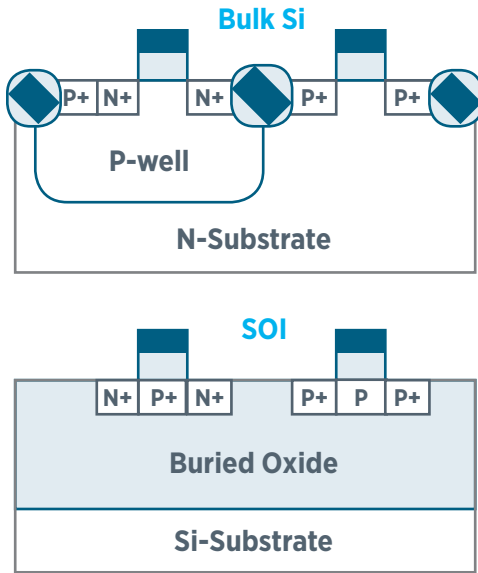 Bulk Si
P+ N+ N+ P+ P+
P-well
N-Substrate
SOI
N+ P+ N+ P+ P P+
Buried Oxide
Si-Substrate